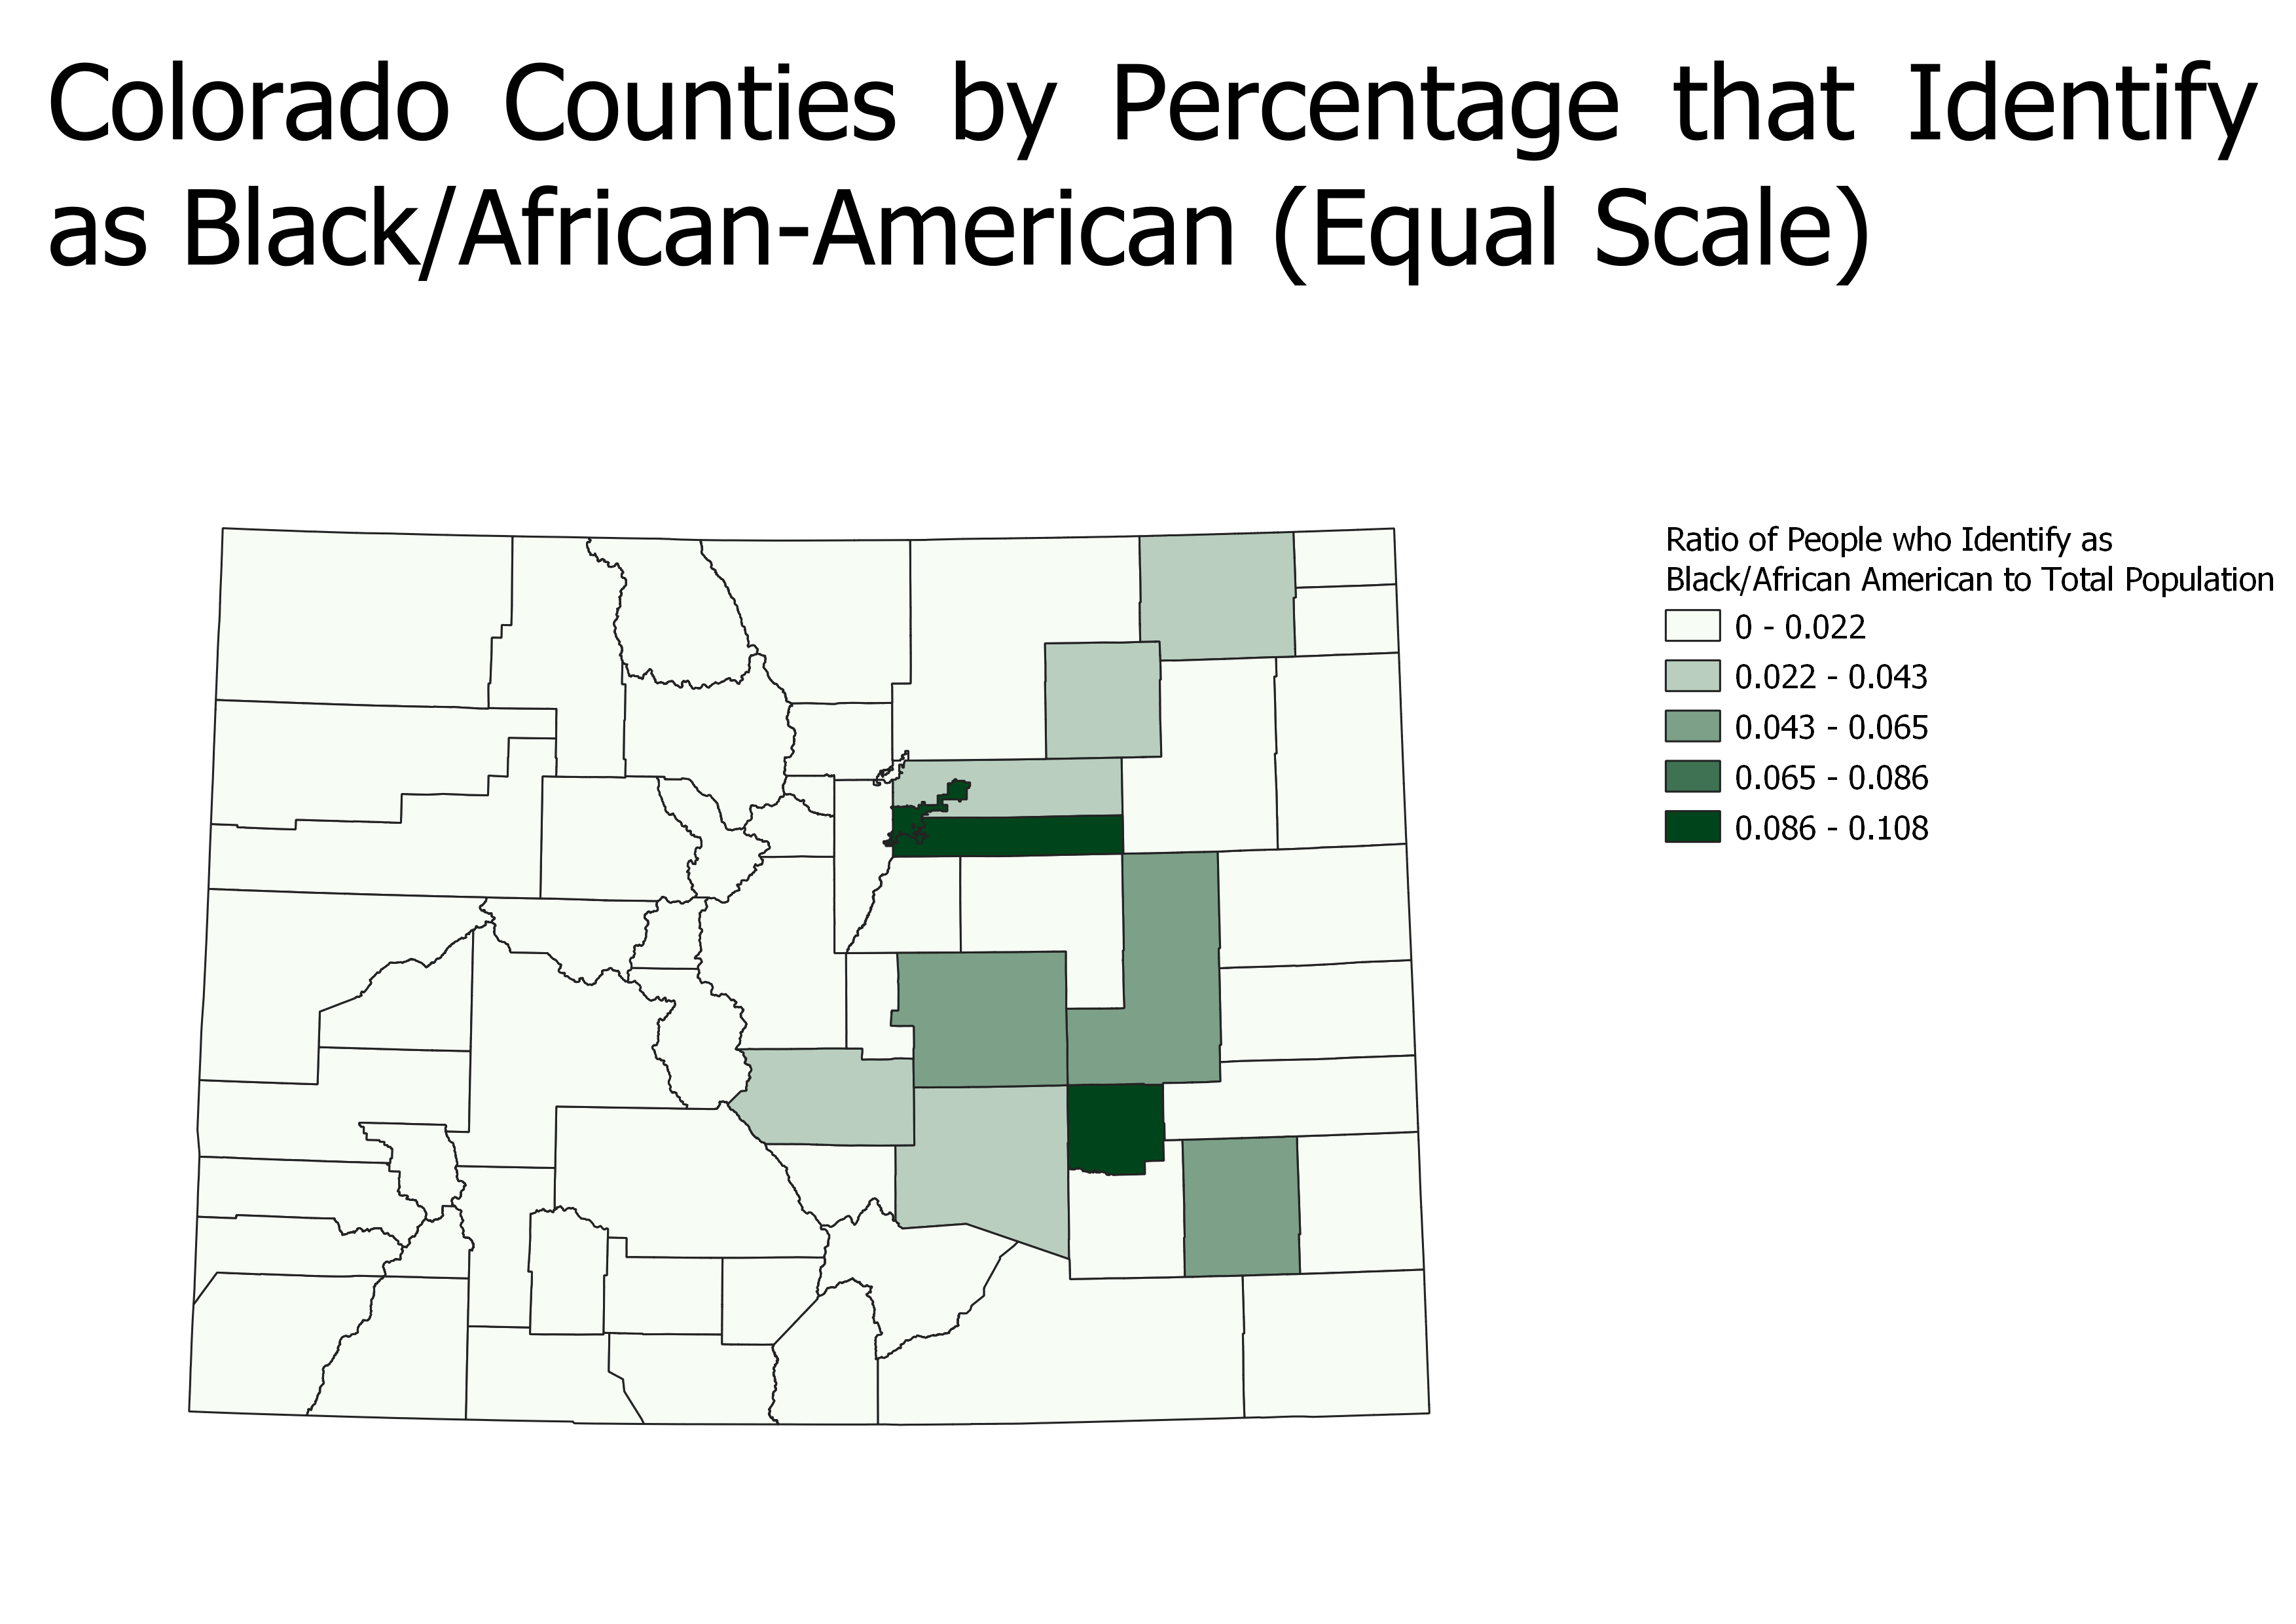 Colorado Counties by Percentage that Identify
as Black/African-American (Equal Scale)
Ratio of People who Identify as
Black/African American to Total Population
0 - 0.022
0.022 - 0.043
0.043 - 0.065
0.065 - 0.086
0.086 - 0.108